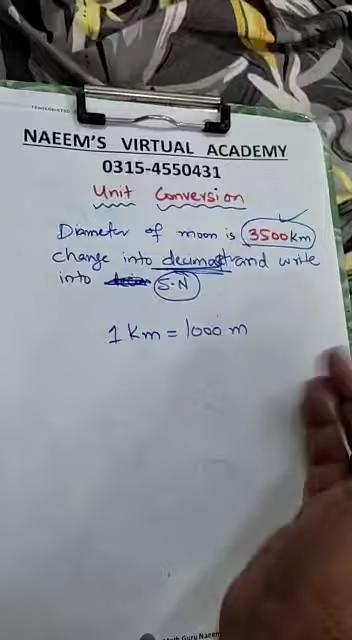 NAEEM'S VIRTUAL ACADEMY
0315-4550431
Unit Conversion
Diameter of moon is 3500km
change into and write
into S.N
1 Km = 1000 m